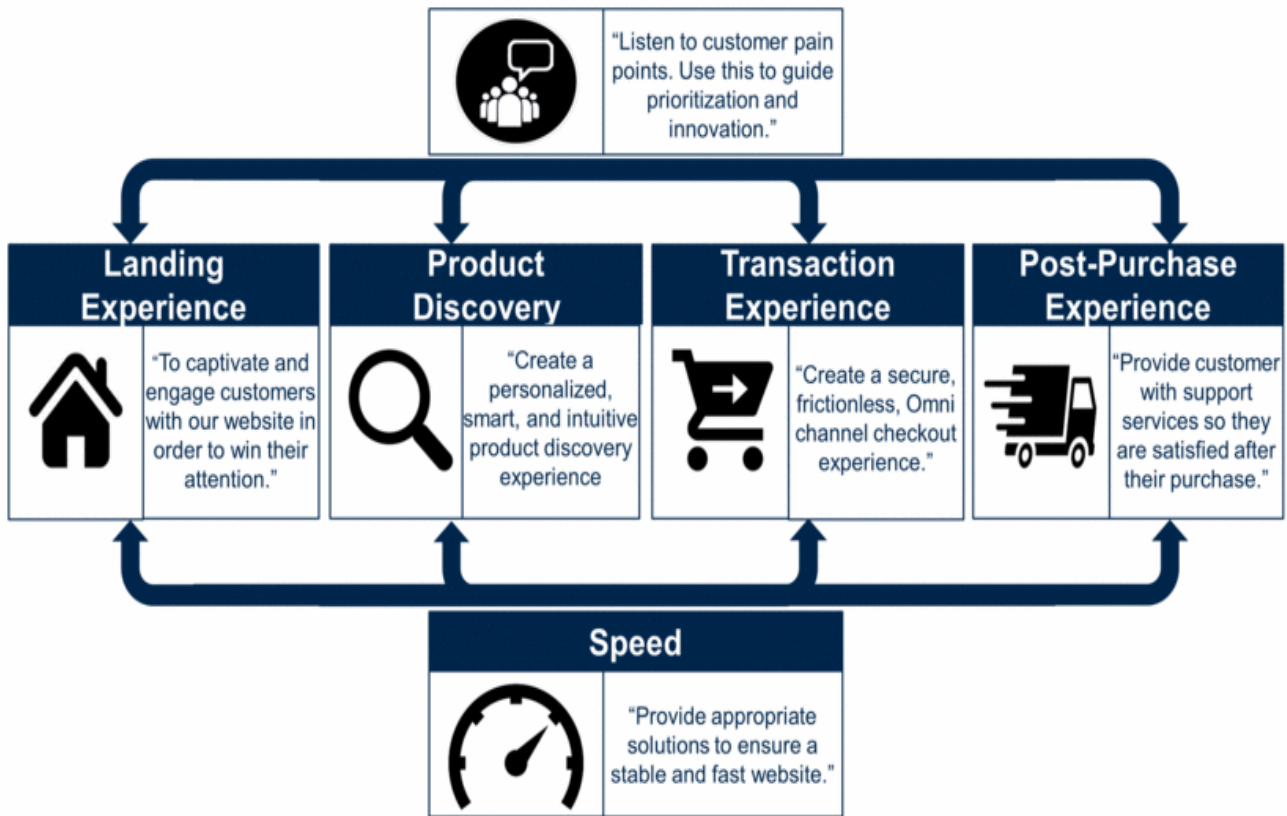 “Listen to customer pain
points. Use this to guide
prioritization and
innovation.”
Landing
Experience
“To captivate and
engage customers
with our website in
order to win their
attention.”
Product
Discovery
“Create a
personalized,
smart, and intuitive
product discovery
experience
Transaction
Experience
“Create a secure,
frictionless, Omni
channel checkout
experience.”
Post-Purchase
Experience
“Provide customer
with support
services so they
are satisfied after
their purchase.”
Speed
“Provide appropriate
solutions to ensure a
stable and fast website.”